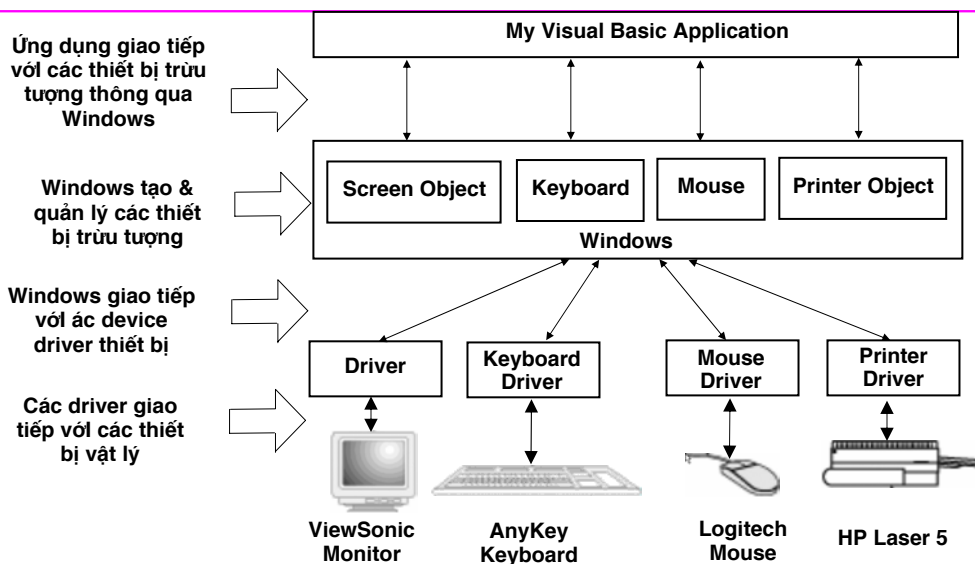 My Visual Basic Application
Ứng dụng giao tiếp
vớI các thiết bị trừu
tượng thông qua
Windows
Windows tạo &
quản lý các thiết
bị trừu tượng
Screen Object
Keyboard
Mouse
Printer Object
Windows
Windows giao tiếp
vớI ác device
driver thiết bị
Driver
Keyboard
Driver
Mouse
Driver
Printer
Driver
Các driver giao
tiếp với các thiết
bị vật lý
ViewSonic
Monitor
AnyKey
Keyboard
Logitech
Mouse
HP Laser 5